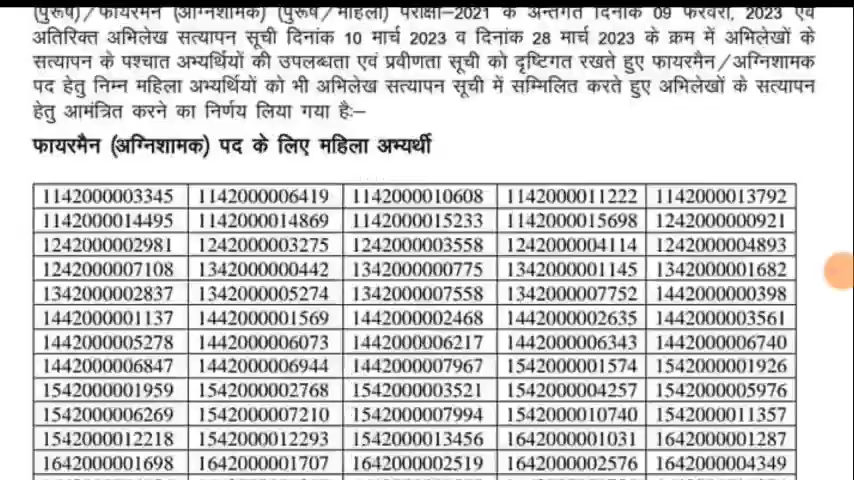 (पुरूष)/फायरमैन (अग्निशामक) (पुरूष/महिला) परीक्षा–2021 के अन्तर्गत दिनांक 09 फरवरी, 2023 एवं
अतिरिक्त अभिलेख सत्यापन सूची दिनांक 10 मार्च 2023 व दिनांक 28 मार्च 2023 के क्रम में अभिलेखों के
सत्यापन के पश्चात अभ्यर्थियों की उपलब्धता एवं प्रवीणता सूची को दृष्टिगत रखते हुए फायरमैन/अग्निशामक
पद हेतु निम्न महिला अभ्यर्थियों को भी अभिलेख सत्यापन सूची में सम्मिलित करते हुए अभिलेखों के सत्यापन
हेतु आमंत्रित करने का निर्णय लिया गया हैः–
फायरमैन (अग्निशामक) पद के लिए महिला अभ्यर्थी
1142000003345 1142000006419 1142000010608 1142000011222 1142000013792
1142000014495 1142000014869 1142000015233 1142000015698 1242000000921
1242000002981 1242000003275 1242000003558 1242000004114 1242000004893
1242000007108 1342000000442 1342000000775 1342000001145 1342000001682
1342000002837 1342000005274 1342000007558 1342000007752 1442000000398
1442000001137 1442000001569 1442000002468 1442000002635 1442000003561
1442000005278 1442000006073 1442000006217 1442000006343 1442000006740
1442000006847 1442000006944 1442000007967 1542000001574 1542000001926
1542000001959 1542000002768 1542000003521 1542000004257 1542000005976
1542000006269 1542000007210 1542000007994 1542000010740 1542000011357
1542000012218 1542000012293 1542000013456 1642000001031 1642000001287
1642000001698 1642000001707 1642000002519 1642000002576 1642000004349